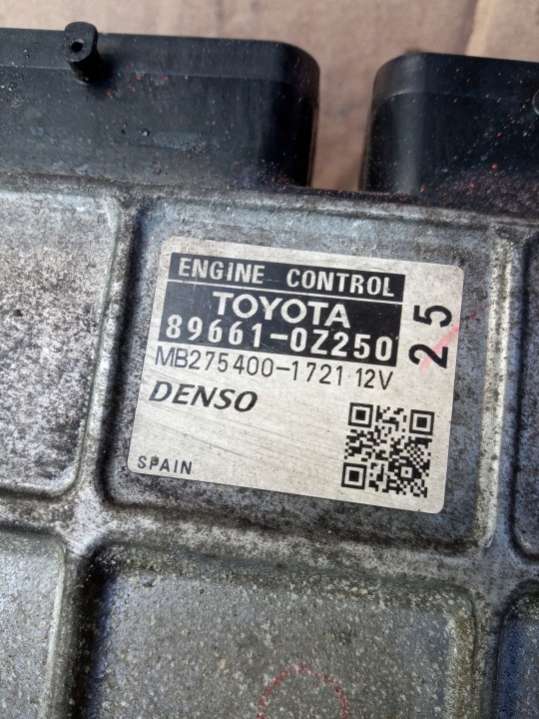 ENGINE CONTROL
TOYOTA
89661-0Z250
25
MB275400-1721 12V
DENSO
SPAIN